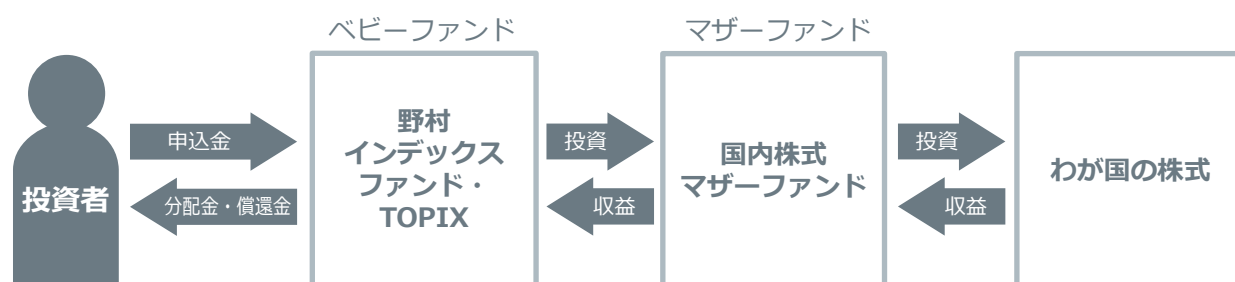 ベビーファンド
マザーファンド
投資者
申込金
分配金・償還金
野村
インデックス
ファンド・
TOPIX
投資
収益
国内株式
マザーファンド
投資
収益
わが国の株式